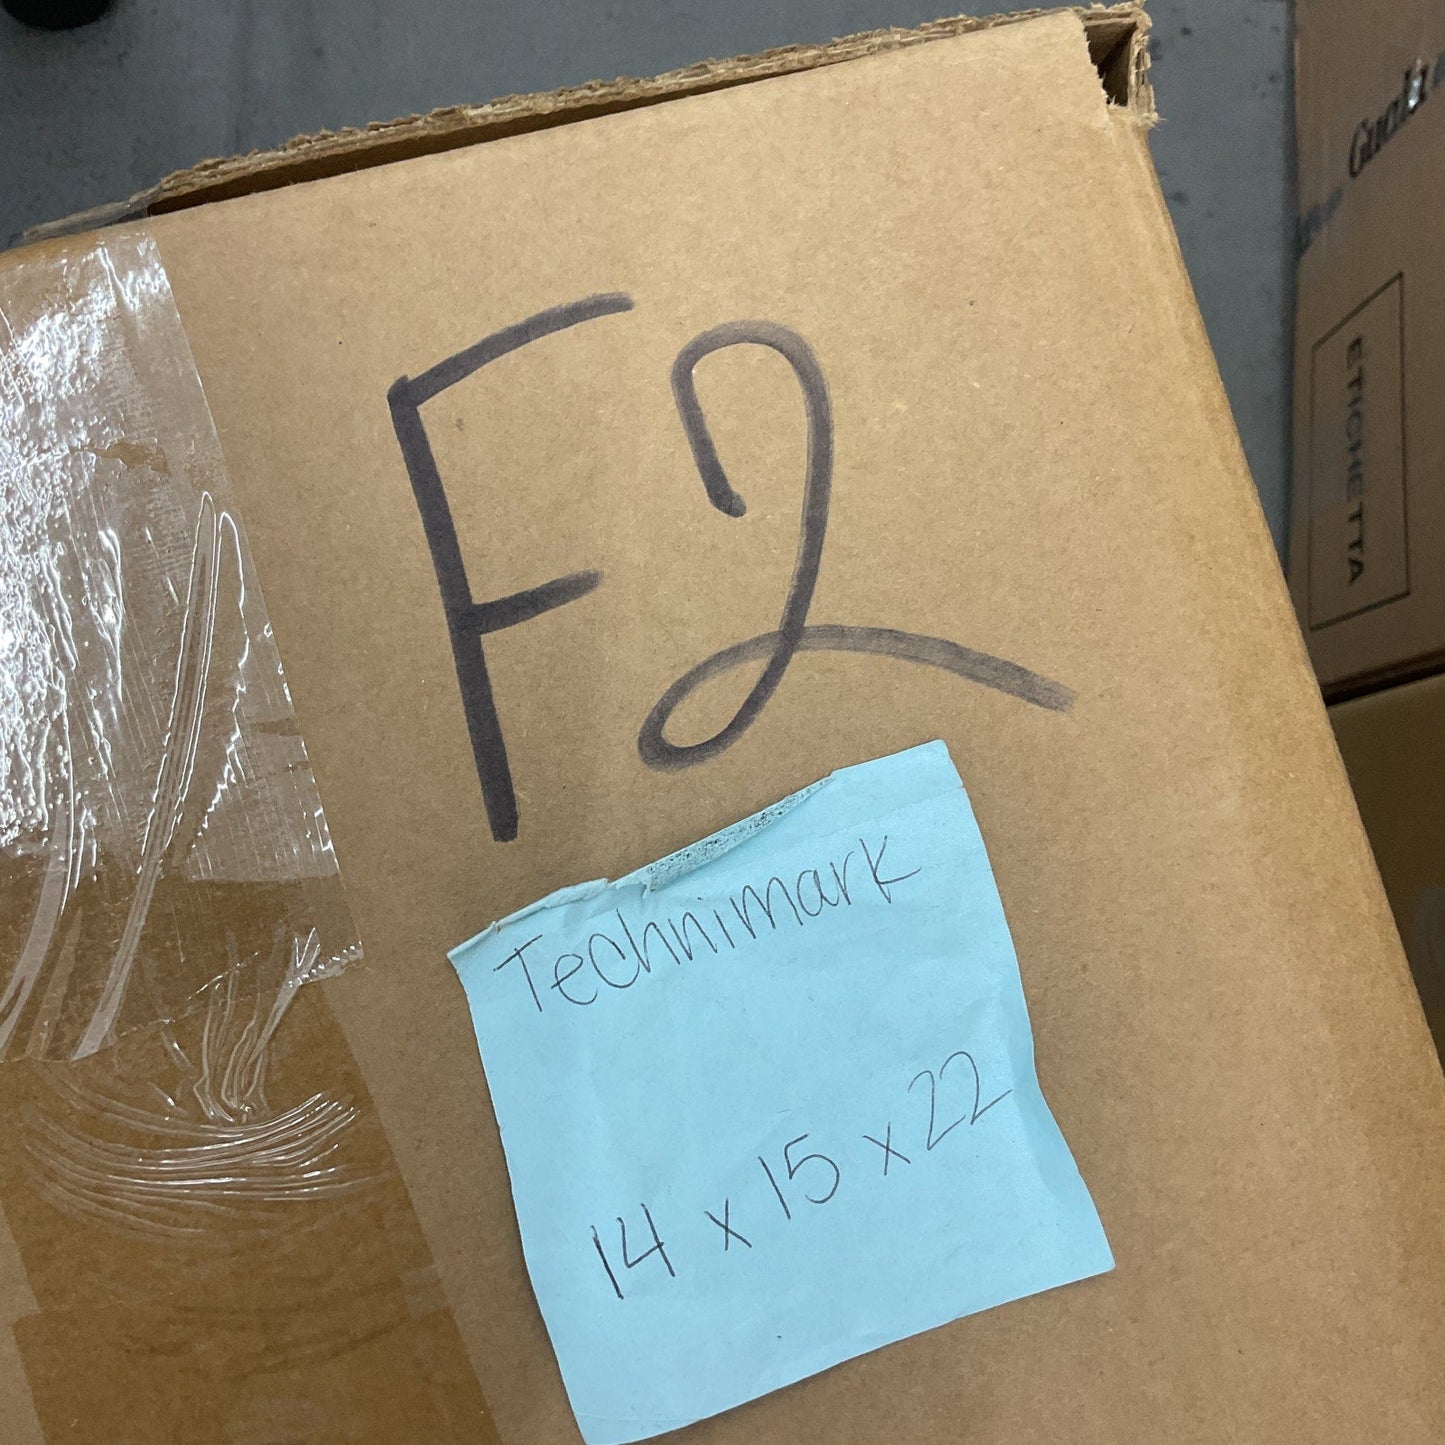 F2
Technimark
14 x 15 x 22
ETICHETTA